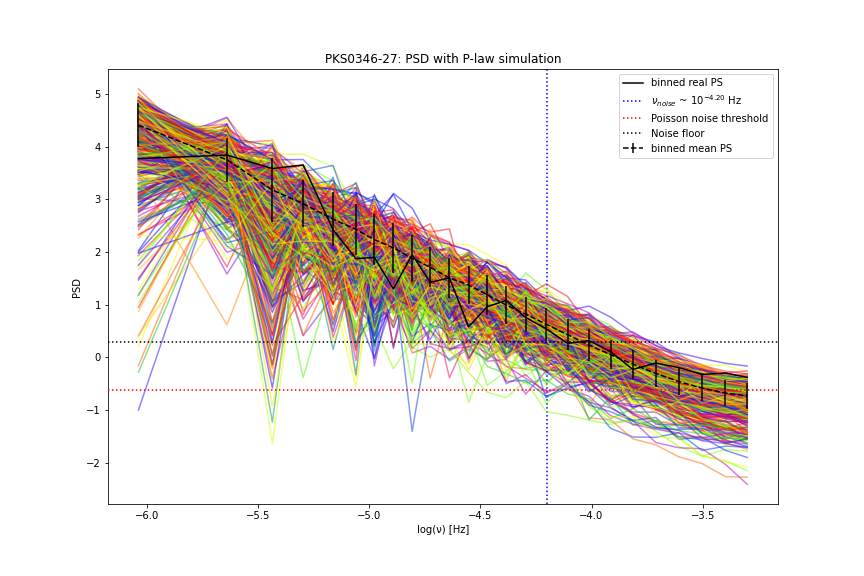 PKS0346-27: PSD with P-law simulation
binned real PS
ν_noise ~ 10^−4.20 Hz
Poisson noise threshold
Noise floor
binned mean PS
PSD
5
4
3
2
1
0
−1
−2
−6.0 −5.5 −5.0 −4.5 −4.0 −3.5
log(ν) [Hz]